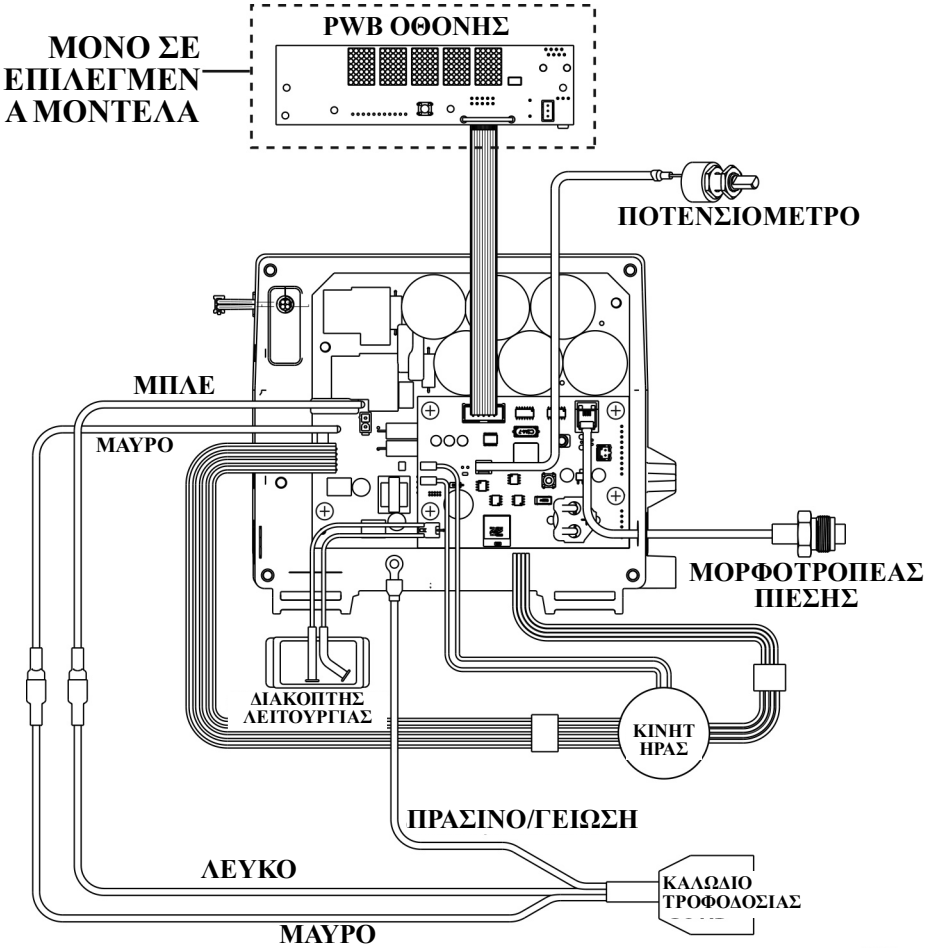 PWB ΟΘΟΝΗΣ
ΜΟΝΟ ΣΕ
ΕΠΙΛΕΓΜΕΝ
Α ΜΟΝΤΕΛΑ
ΠΟΤΕΝΣΙΟΜΕΤΡΟ
ΜΠΛΕ
ΜΑΥΡΟ
ΜΟΡΦΟΤΡΟΠΕΑΣ
ΠΙΕΣΗΣ
ΔΙΑΚΟΠΤΗΣ
ΛΕΙΤΟΥΡΓΙΑΣ
ΚΙΝΗΤ
ΗΡΑΣ
ΠΡΑΣΙΝΟ/ΓΕΙΩΣΗ
ΛΕΥΚΟ
ΚΑΛΩΔΙΟ
ΤΡΟΦΟΔΟΣΙΑΣ
ΜΑΥΡΟ